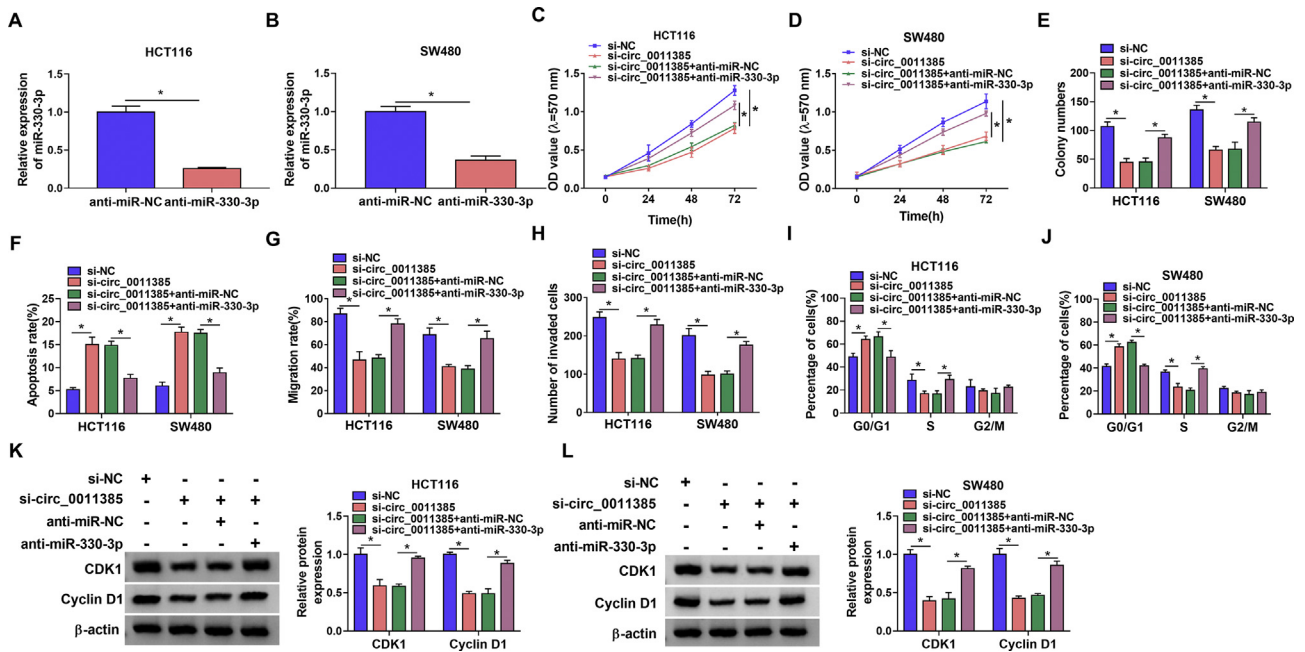 A
HCT116
Relative expression
of miR-330-3p
1.5
1.0
0.5
0.0
*
anti-miR-NC anti-miR-330-3p
B
SW480
Relative expression
of miR-330-3p
1.5
1.0
0.5
0.0
*
anti-miR-NC anti-miR-330-3p
C
HCT116
si-NC
si-circ_0011385
si-circ_0011385+anti-miR-NC
si-circ_0011385+anti-miR-330-3p
OD value (λ=570 nm)
1.5
1.0
0.5
0.0
0 24 48 72
Time(h)
* *
D
SW480
si-NC
si-circ_0011385
si-circ_0011385+anti-miR-NC
si-circ_0011385+anti-miR-330-3p
OD value (λ=570 nm)
1.5
1.0
0.5
0.0
0 24 48 72
Time(h)
* *
E
si-NC
si-circ_0011385
si-circ_0011385+anti-miR-NC
si-circ_0011385+anti-miR-330-3p
Colony numbers
200
150
100
50
0
* * * *
HCT116 SW480
F
si-NC
si-circ_0011385
si-circ_0011385+anti-miR-NC
si-circ_0011385+anti-miR-330-3p
Apoptosis rate(%)
25
20
15
10
5
0
* * * *
HCT116 SW480
G
si-NC
si-circ_0011385
si-circ_0011385+anti-miR-NC
si-circ_0011385+anti-miR-330-3p
Migration rate(%)
100
80
60
40
20
0
* * * *
HCT116 SW480
H
si-NC
si-circ_0011385
si-circ_0011385+anti-miR-NC
si-circ_0011385+anti-miR-330-3p
Number of invaded cells
300
200
100
0
* * * *
HCT116 SW480
I
HCT116
si-NC
si-circ_0011385
si-circ_0011385+anti-miR-NC
si-circ_0011385+anti-miR-330-3p
Percentage of cells(%)
100
80
60
40
20
0
* * * *
G0/G1 S G2/M
J
SW480
si-NC
si-circ_0011385
si-circ_0011385+anti-miR-NC
si-circ_0011385+anti-miR-330-3p
Percentage of cells(%)
100
80
60
40
20
0
* * * *
G0/G1 S G2/M
K
si-NC + - - -
si-circ_0011385 - + + +
anti-miR-NC - - + -
anti-miR-330-3p - - - +
CDK1
Cyclin D1
β-actin
HCT116
si-NC
si-circ_0011385
si-circ_0011385+anti-miR-NC
si-circ_0011385+anti-miR-330-3p
Relative protein
expression
1.5
1.0
0.5
0.0
* * * *
CDK1 Cyclin D1
L
si-NC + - - -
si-circ_0011385 - + + +
anti-miR-NC - - + -
anti-miR-330-3p - - - +
CDK1
Cyclin D1
β-actin
SW480
si-NC
si-circ_0011385
si-circ_0011385+anti-miR-NC
si-circ_0011385+anti-miR-330-3p
Relative protein
expression
1.5
1.0
0.5
0.0
* * * *
CDK1 Cyclin D1